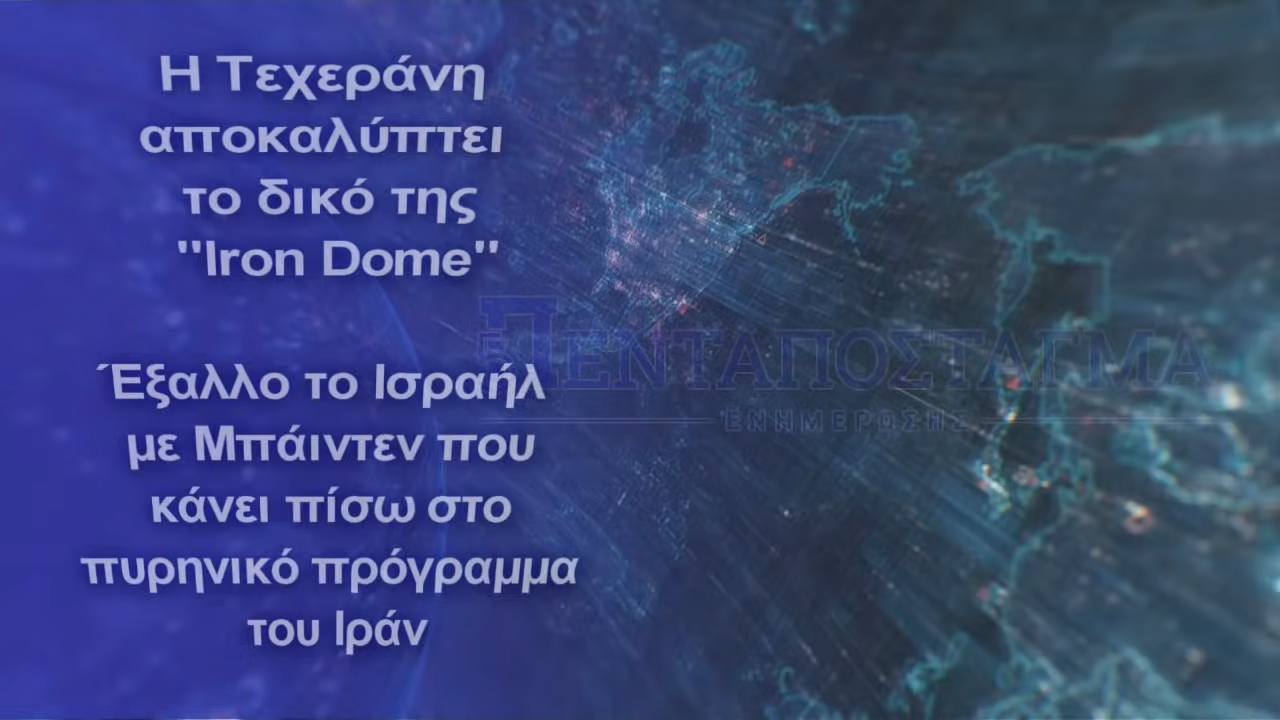 Η Τεχεράνη
αποκαλύπτει
το δικό της
"Iron Dome"
Έξαλλο το Ισραήλ
με Μπάιντεν που
κάνει πίσω στο
πυρηνικό πρόγραμμα
του Ιράν
ΠΕΝΤΑΠΟΣΤΑΓΜΑ
ΕΝΗΜΕΡΩΣΗΣ